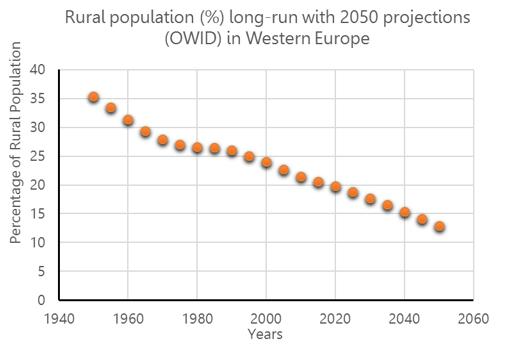 Rural population (%) long-run with 2050 projections
(OWID) in Western Europe
Percentage of Rural Population
40
35
30
25
20
15
10
5
0
1940 1960 1980 2000 2020 2040 2060
Years